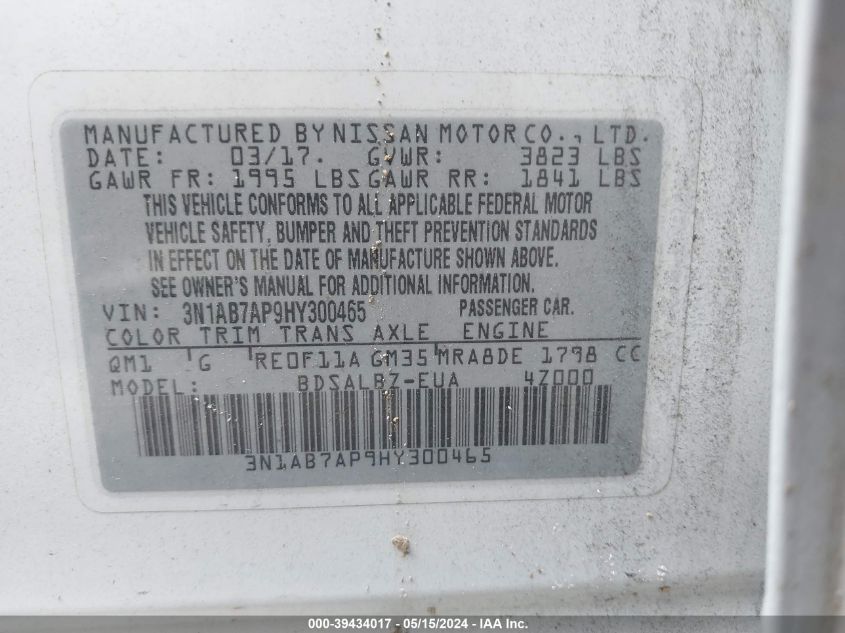 MANUFACTURED BY NISSAN MOTOR CO., LTD.
DATE: 03/17. GVWR: 3823 LBS
GAWR FR: 1995 LBS GAWR RR: 1841 LBS
THIS VEHICLE CONFORMS TO ALL APPLICABLE FEDERAL MOTOR
VEHICLE SAFETY, BUMPER AND THEFT PREVENTION STANDARDS
IN EFFECT ON THE DATE OF MANUFACTURE SHOWN ABOVE.
SEE OWNER'S MANUAL FOR ADDITIONAL INFORMATION.
VIN: 3N1AB7AP9HY300465 PASSENGER CAR.
COLOR TRIM TRANS AXLE ENGINE
QM1 G RE0F11A GM35 MRA8DE 1798 CC
MODEL: BDSALBZ-EUA 4Z000
3N1AB7AP9HY300465
000-39434017 - 05/15/2024 - IAA Inc.